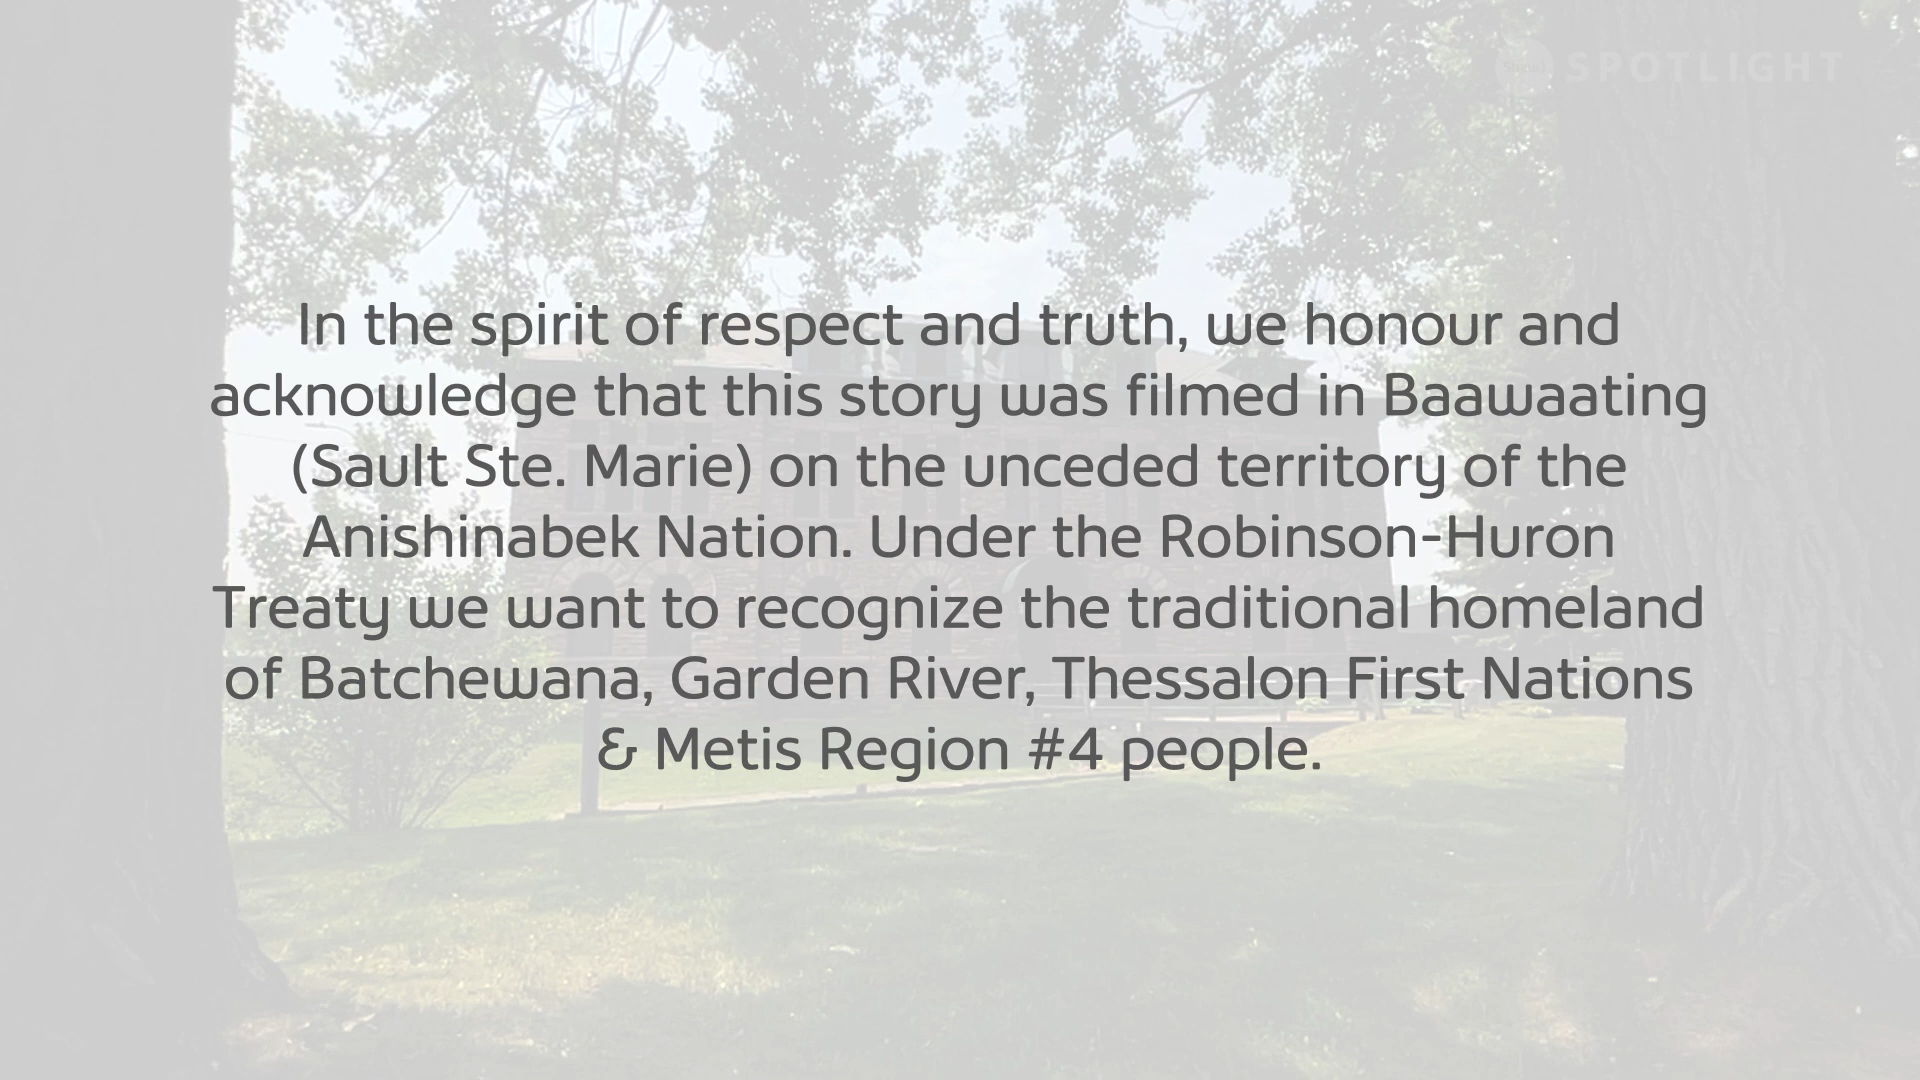 SPOTLIGHT
In the spirit of respect and truth, we honour and
acknowledge that this story was filmed in Baawaating
(Sault Ste. Marie) on the unceded territory of the
Anishinabek Nation. Under the Robinson-Huron
Treaty we want to recognize the traditional homeland
of Batchewana, Garden River, Thessalon First Nations
& Metis Region #4 people.